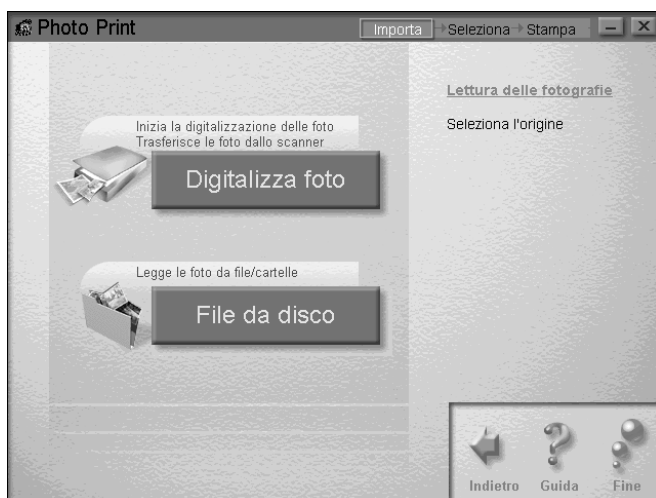 Photo Print
Importa Seleziona Stampa
Lettura delle fotografie
Seleziona l'origine
Inizia la digitalizzazione delle foto
Trasferisce le foto dallo scanner
Digitalizza foto
Legge le foto da file/cartelle
File da disco
Indietro Guida Fine